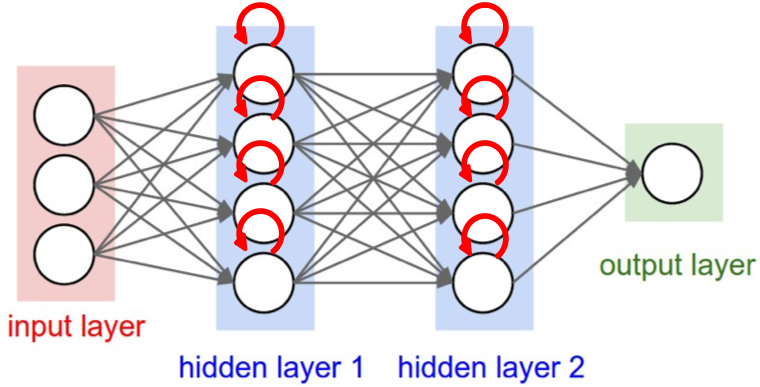 input layer
hidden layer 1
hidden layer 2
output layer